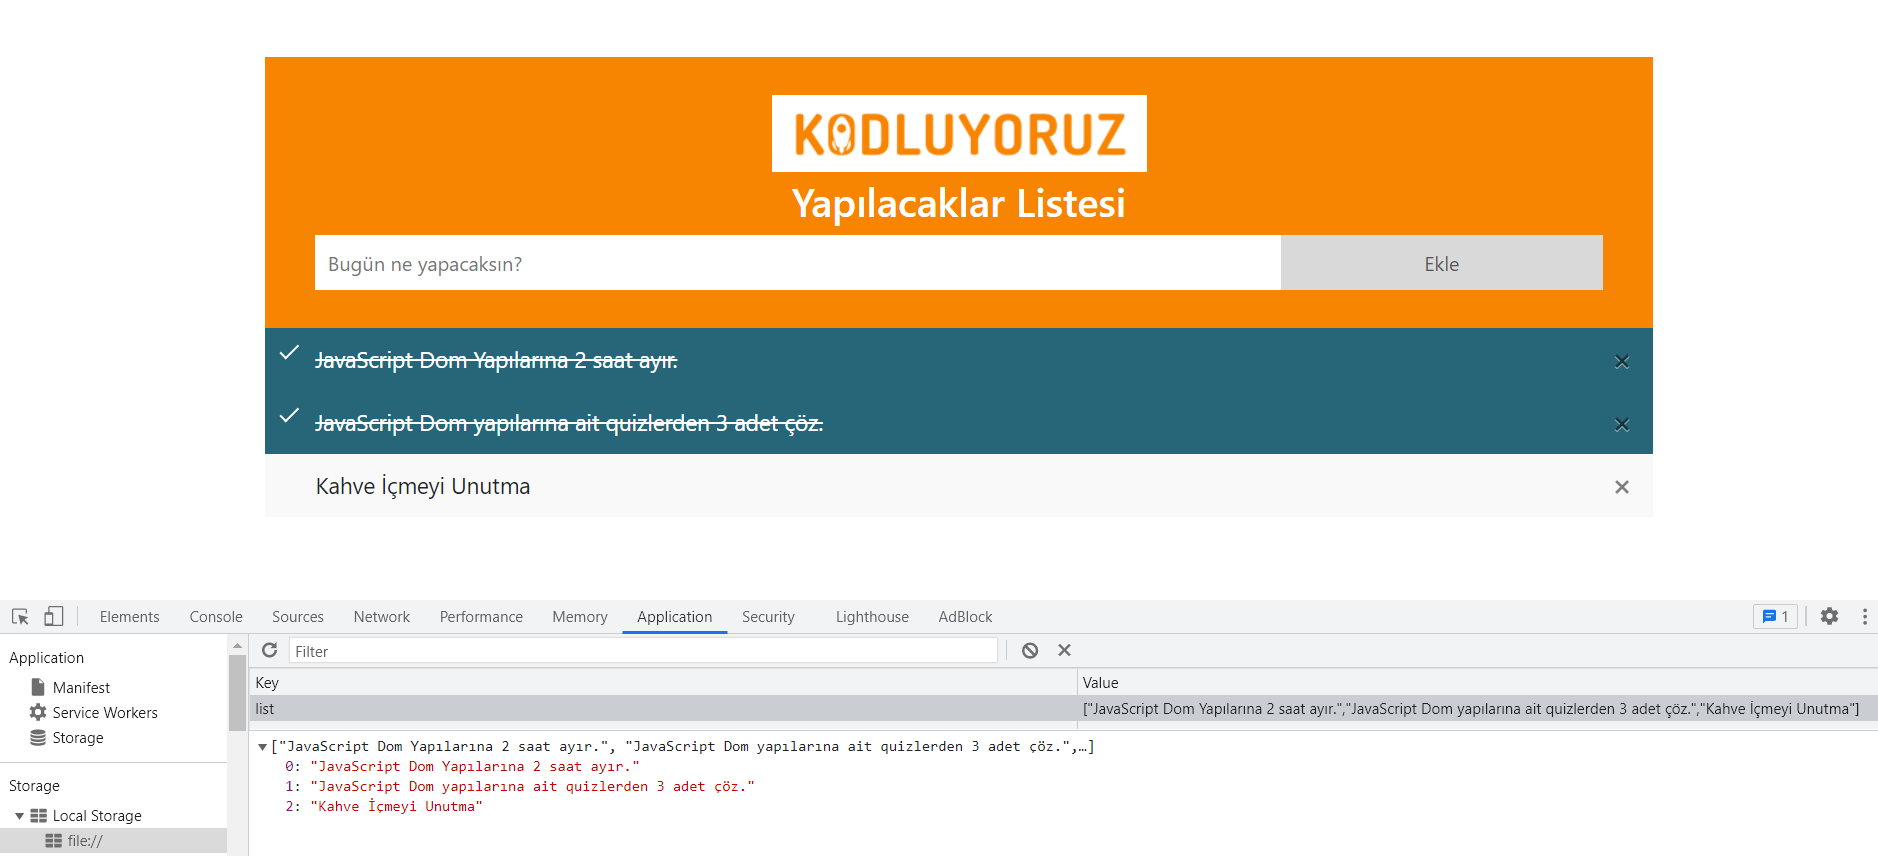 KODLUYORUZ
Yapılacaklar Listesi
Bugün ne yapacaksın?
Ekle
JavaScript Dom Yapılarına 2 saat ayır.
JavaScript Dom yapılarına ait quizlerden 3 adet çöz.
Kahve İçmeyi Unutma
Elements Console Sources Network Performance Memory Application Security Lighthouse AdBlock 1
Application
Manifest
Service Workers
Storage
Storage
Local Storage
file://
Filter
Key Value
list ["JavaScript Dom Yapılarına 2 saat ayır.","JavaScript Dom yapılarına ait quizlerden 3 adet çöz.","Kahve İçmeyi Unutma"]
["JavaScript Dom Yapılarına 2 saat ayır.", "JavaScript Dom yapılarına ait quizlerden 3 adet çöz.",…]
0: "JavaScript Dom Yapılarına 2 saat ayır."
1: "JavaScript Dom yapılarına ait quizlerden 3 adet çöz."
2: "Kahve İçmeyi Unutma"